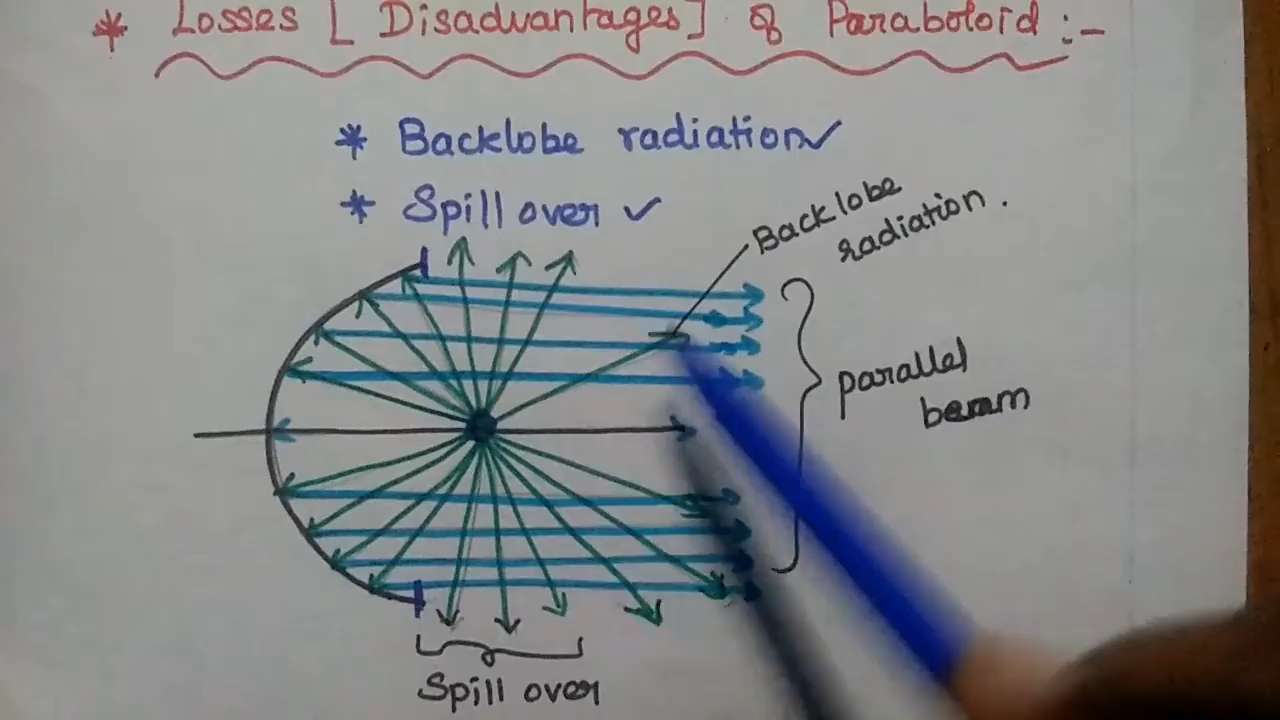 * Losses [ Disadvantages ] of Paraboloid :-
* Backlobe radiation ✓
* Spill over ✓
Backlobe
radiation.
parallel
beam
Spill over